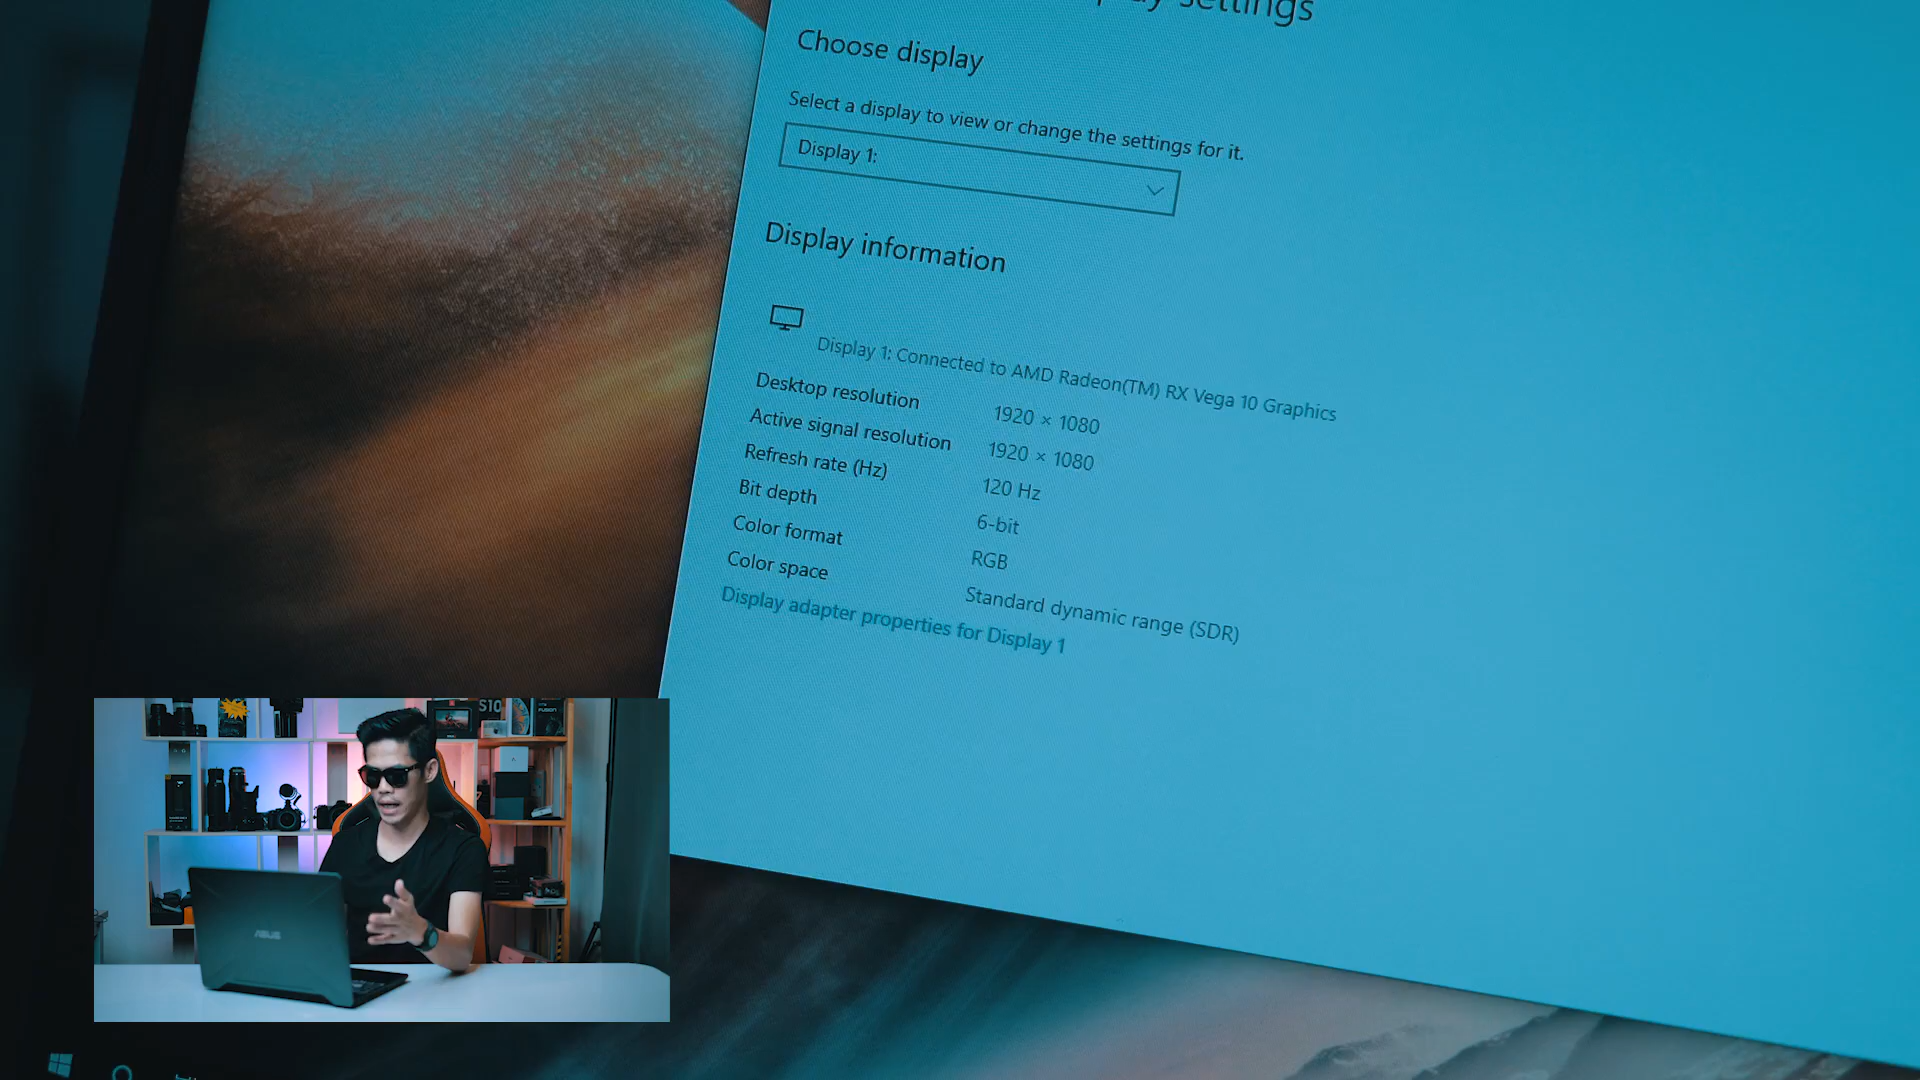 settings
Choose display
Select a display to view or change the settings for it.
Display 1:
Display information
Display 1: Connected to AMD Radeon(TM) RX Vega 10 Graphics
Desktop resolution 1920 × 1080
Active signal resolution 1920 × 1080
Refresh rate (Hz) 120 Hz
Bit depth 6-bit
Color format RGB
Color space Standard dynamic range (SDR)
Display adapter properties for Display 1
S10
ASUS